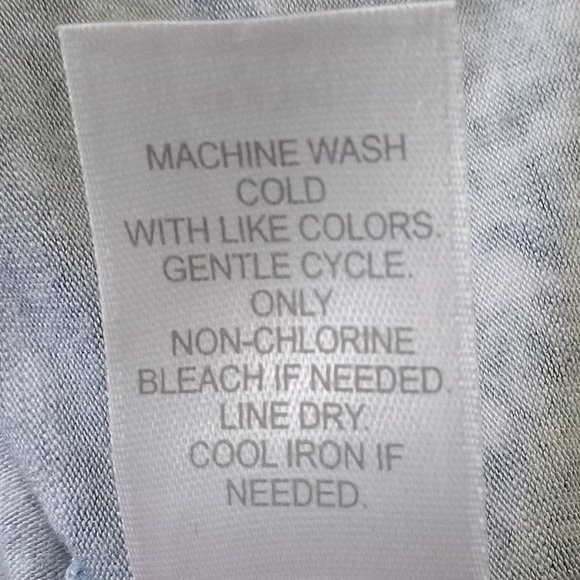 MACHINE WASH
COLD
WITH LIKE COLORS.
GENTLE CYCLE.
ONLY
NON-CHLORINE
BLEACH IF NEEDED.
LINE DRY.
COOL IRON IF
NEEDED.